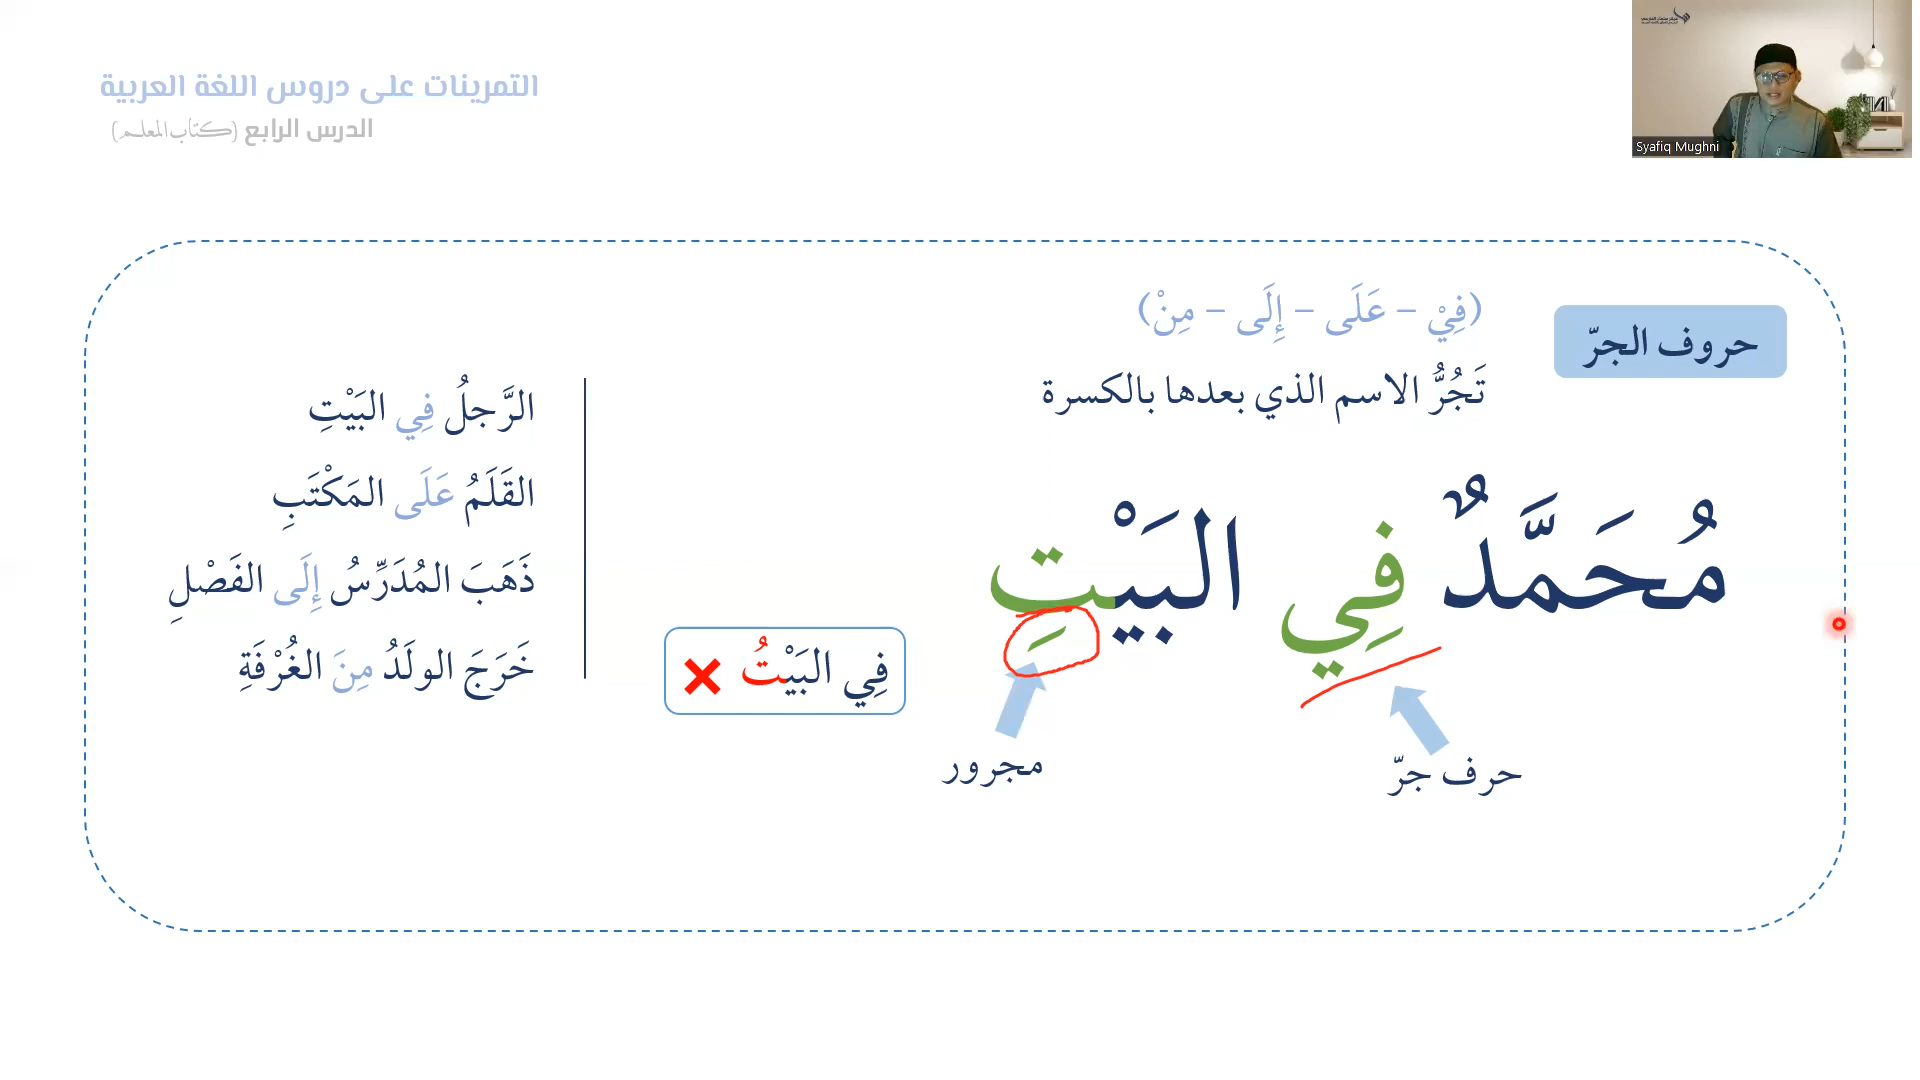 التمرينات على دروس اللغة العربية
الدرس الرابع (كتاب المعلم)
Syafiq Mughni
حروف الجرّ
(فِيْ – عَلَى – إِلَى – مِنْ)
تَجُرُّ الاسم الذي بعدها بالكسرة
مُحَمَّدٌ فِي البَيْتِ
حرف جرّ
مجرور
فِي البَيْتُ
الرَّجلُ فِي البَيْتِ
القَلَمُ عَلَى المَكْتَبِ
ذَهَبَ المُدَرِّسُ إِلَى الفَصْلِ
خَرَجَ الولَدُ مِنَ الغُرْفَةِ